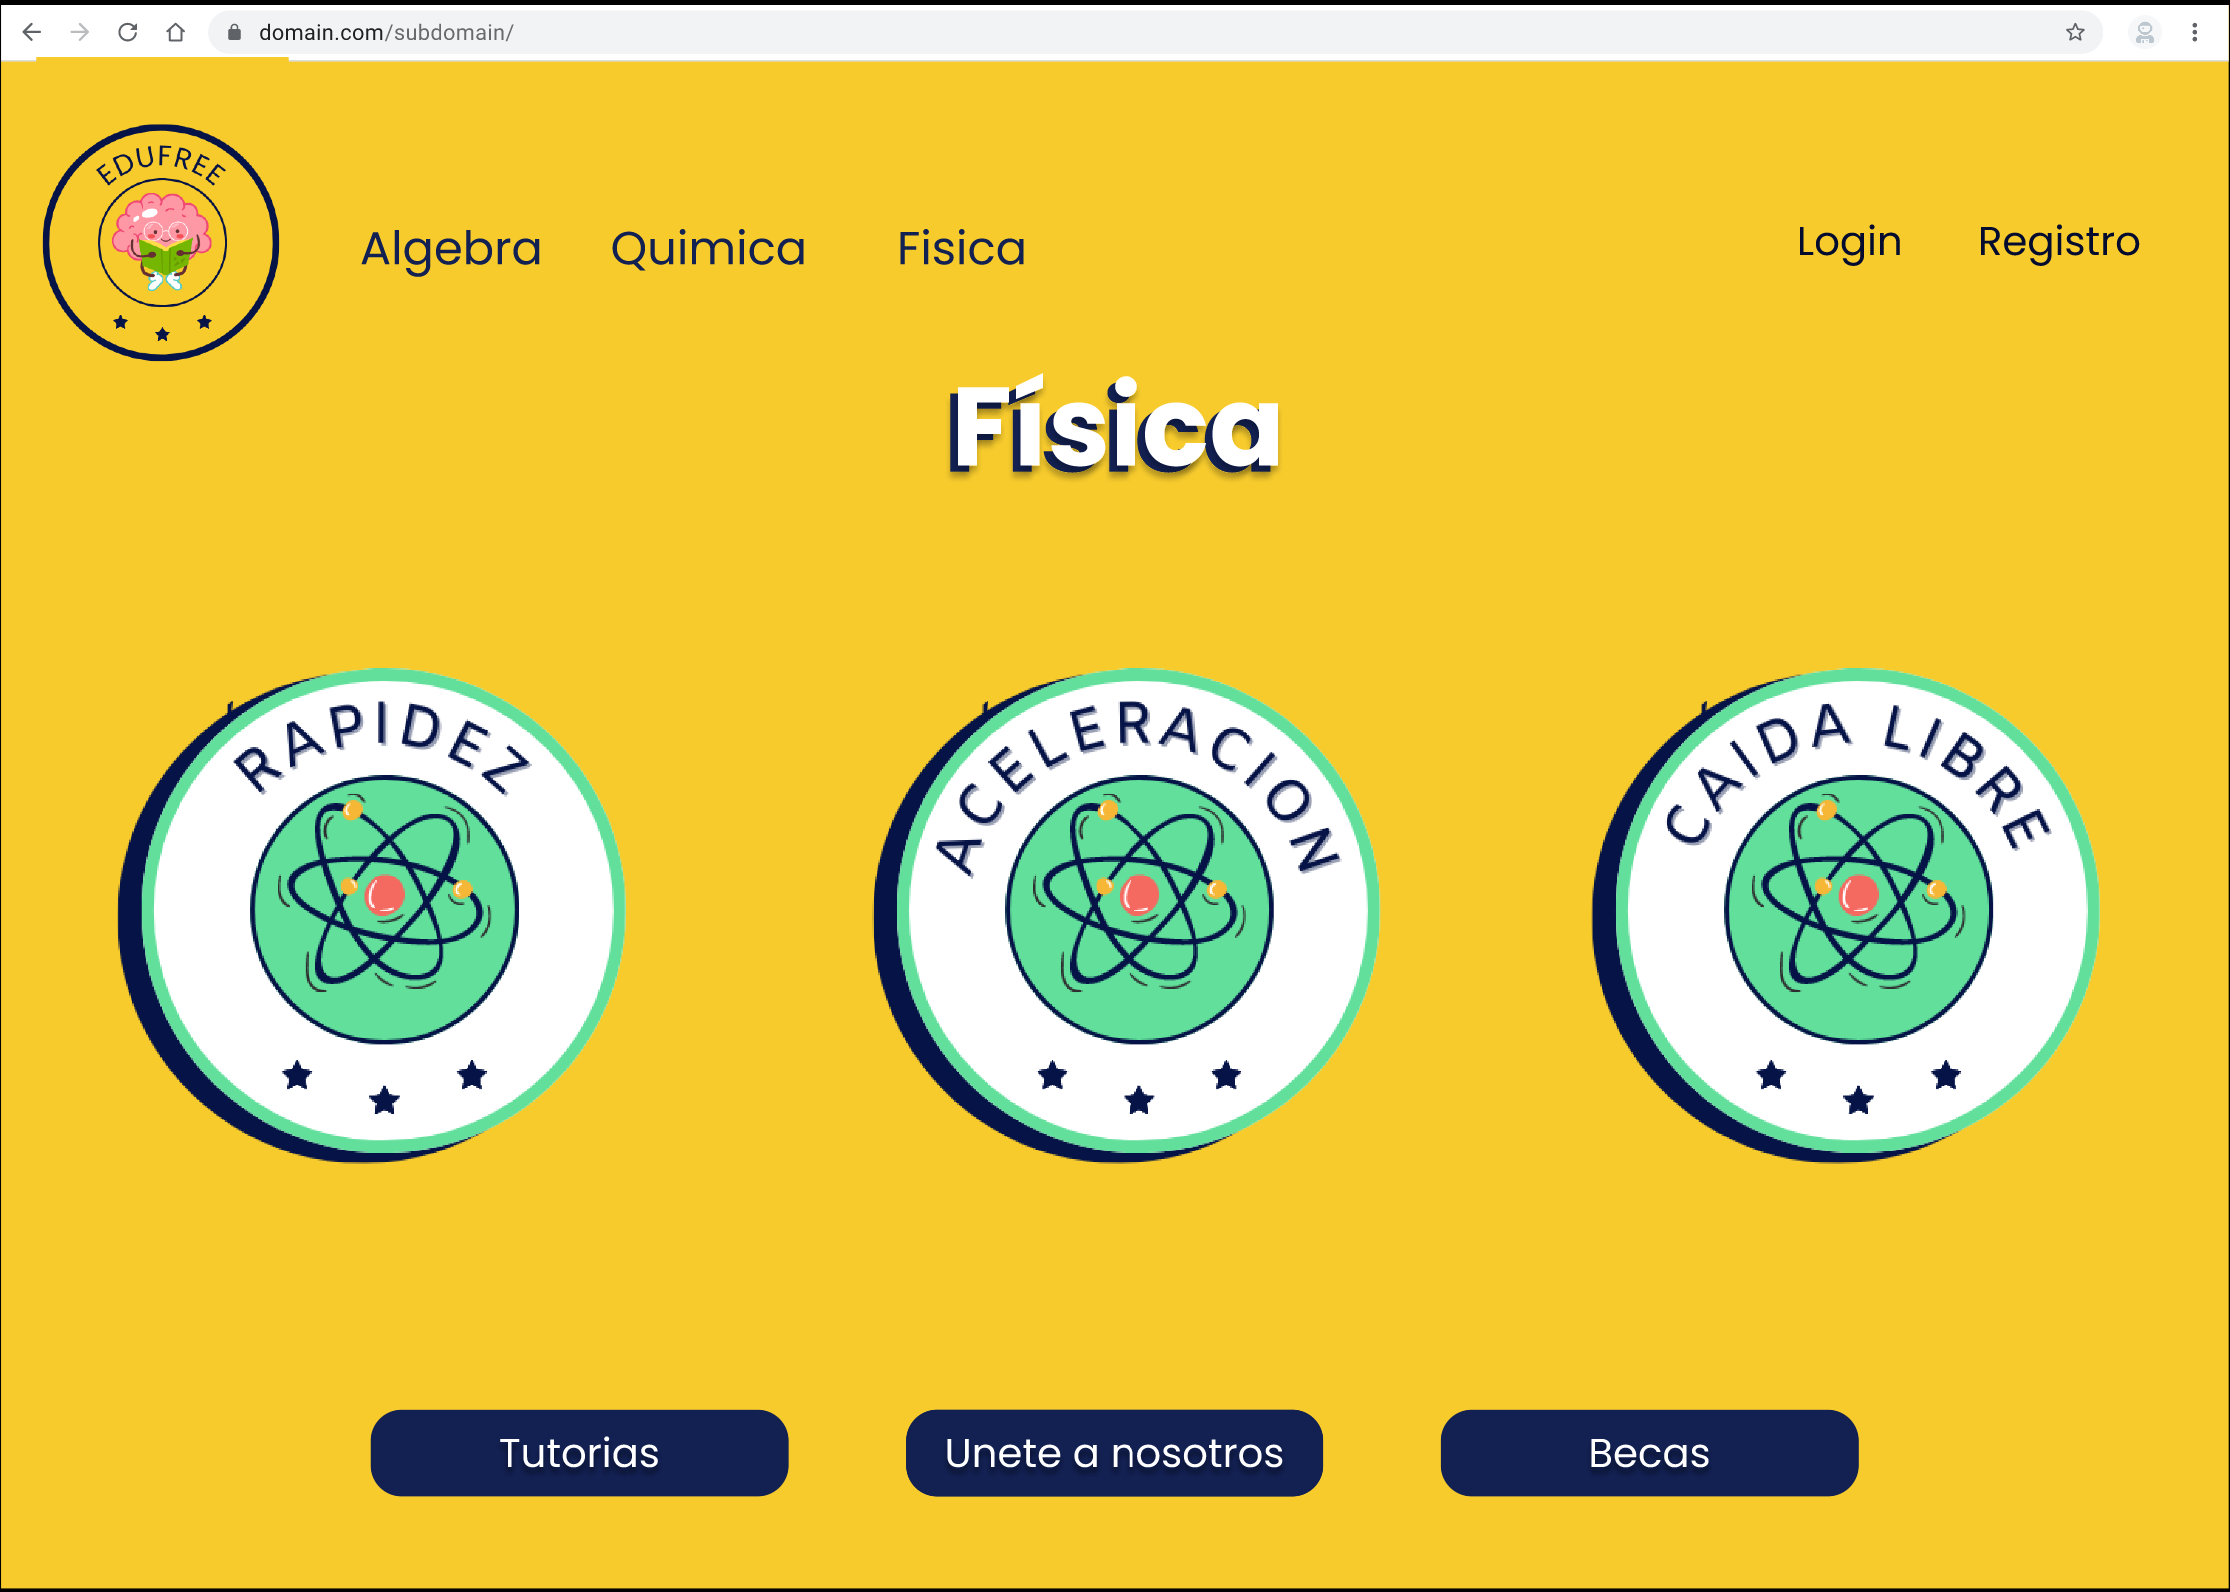 domain.com/subdomain/
EDUFREE
Algebra Quimica Fisica
Login Registro
Física
RAPIDEZ
ACELERACION
CAIDA LIBRE
Tutorias
Unete a nosotros
Becas